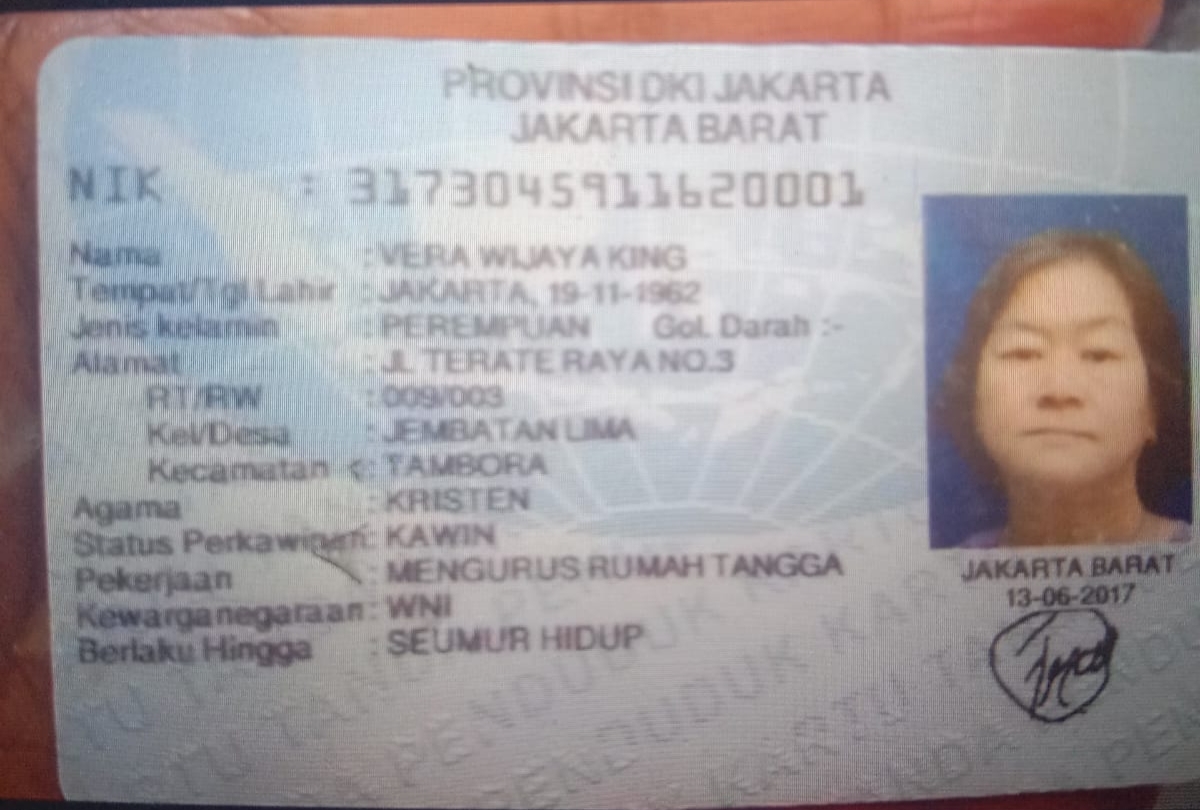 PROVINSI DKI JAKARTA
JAKARTA BARAT
NIK : 3173045911620001
Nama : VERA WIJAYA KING
Tempat/Tgl Lahir : JAKARTA, 19-11-1962
Jenis kelamin : PEREMPUAN Gol. Darah :-
Alamat : JL TERATE RAYA NO.3
RT/RW : 009/003
Kel/Desa : JEMBATAN LIMA
Kecamatan : TAMBORA
Agama : KRISTEN
Status Perkawinan: KAWIN
Pekerjaan : MENGURUS RUMAH TANGGA
Kewarganegaraan: WNI
Berlaku Hingga : SEUMUR HIDUP
JAKARTA BARAT
13-06-2017